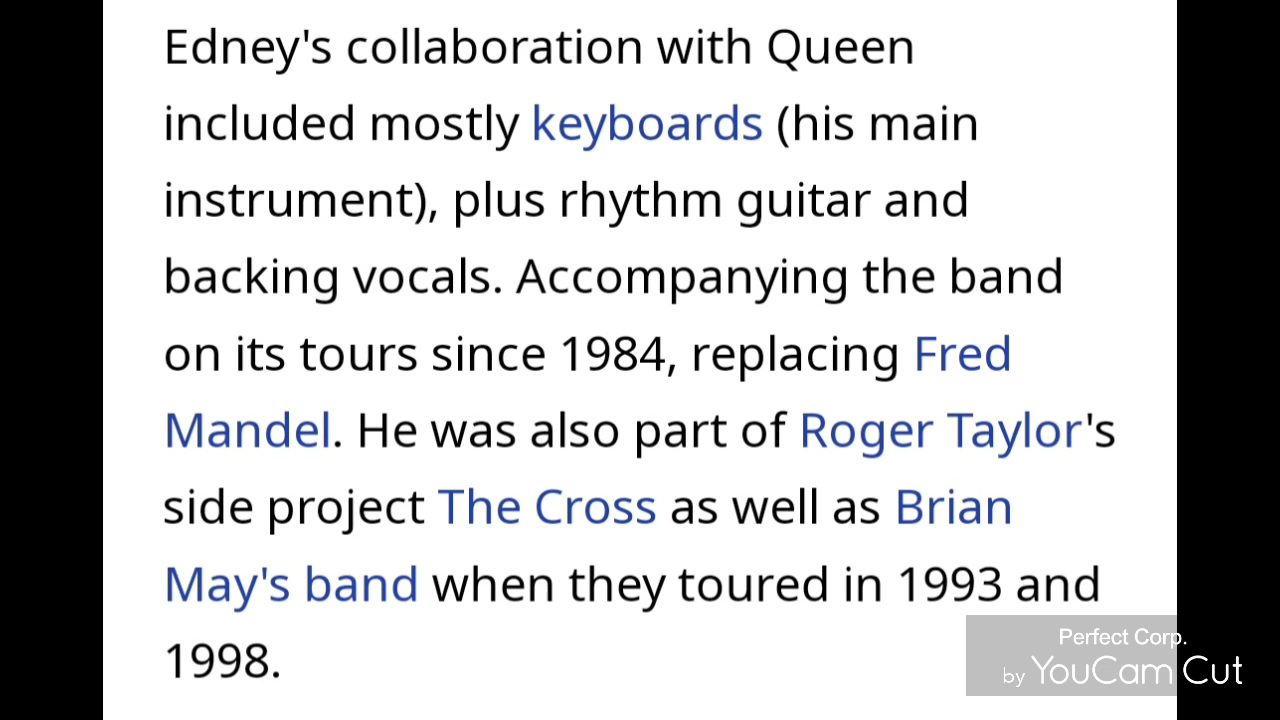 Edney's collaboration with Queen
included mostly keyboards (his main
instrument), plus rhythm guitar and
backing vocals. Accompanying the band
on its tours since 1984, replacing Fred
Mandel. He was also part of Roger Taylor's
side project The Cross as well as Brian
May's band when they toured in 1993 and
1998.
Perfect Corp.
by YouCam Cut